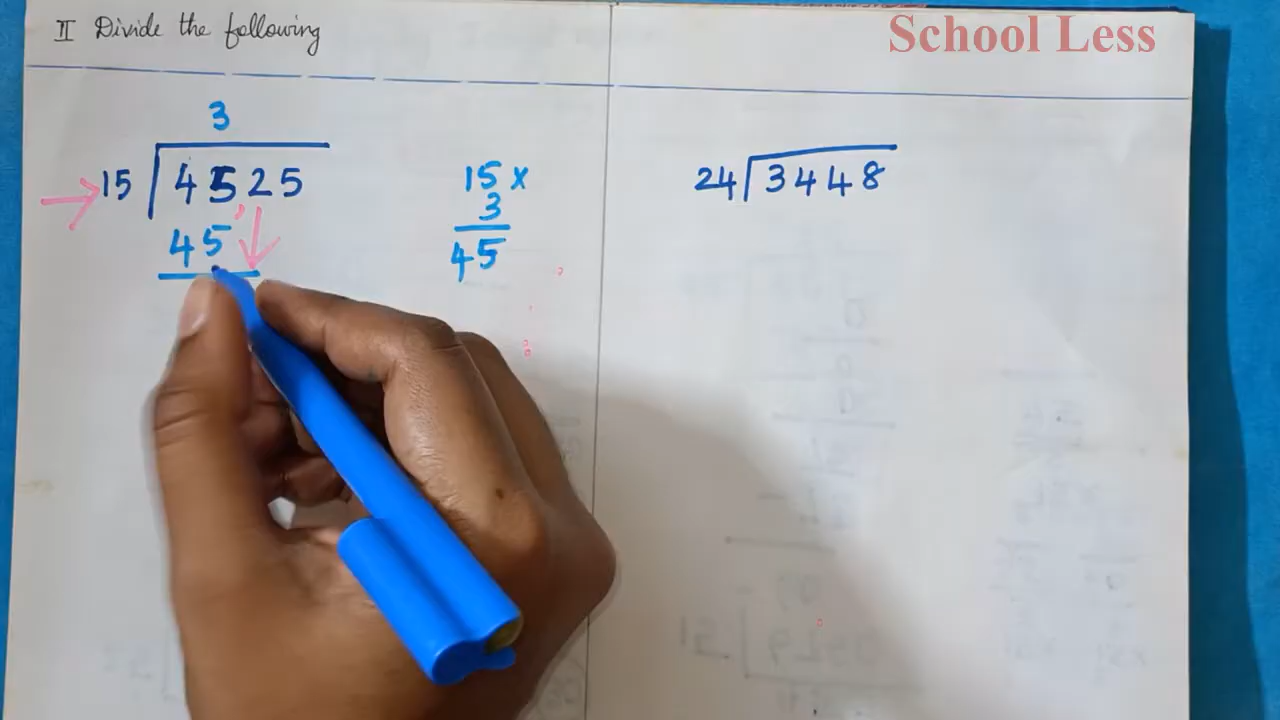 II Divide the following
School Less
3
15 4525
45
15 x
3
45
24 3448